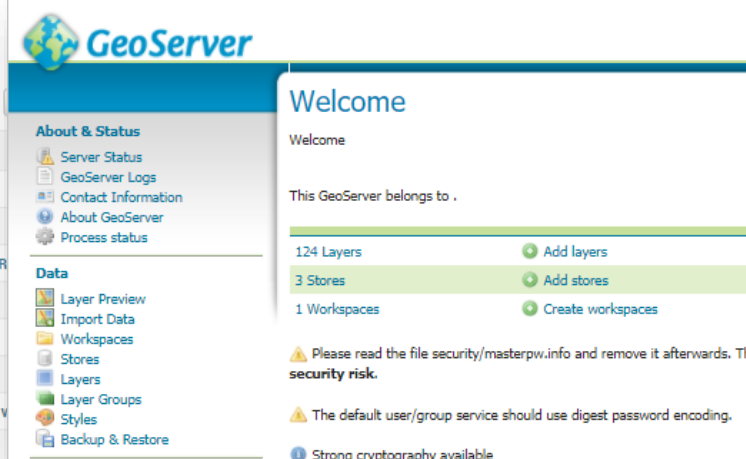 GeoServer
Welcome
Welcome
This GeoServer belongs to .
About & Status
Server Status
GeoServer Logs
Contact Information
About GeoServer
Process status
Data
Layer Preview
Import Data
Workspaces
Stores
Layers
Layer Groups
Styles
Backup & Restore
124 Layers Add layers
3 Stores Add stores
1 Workspaces Create workspaces
Please read the file security/masterpw.info and remove it afterwards. Th
security risk.
The default user/group service should use digest password encoding.
Strong cryptography available